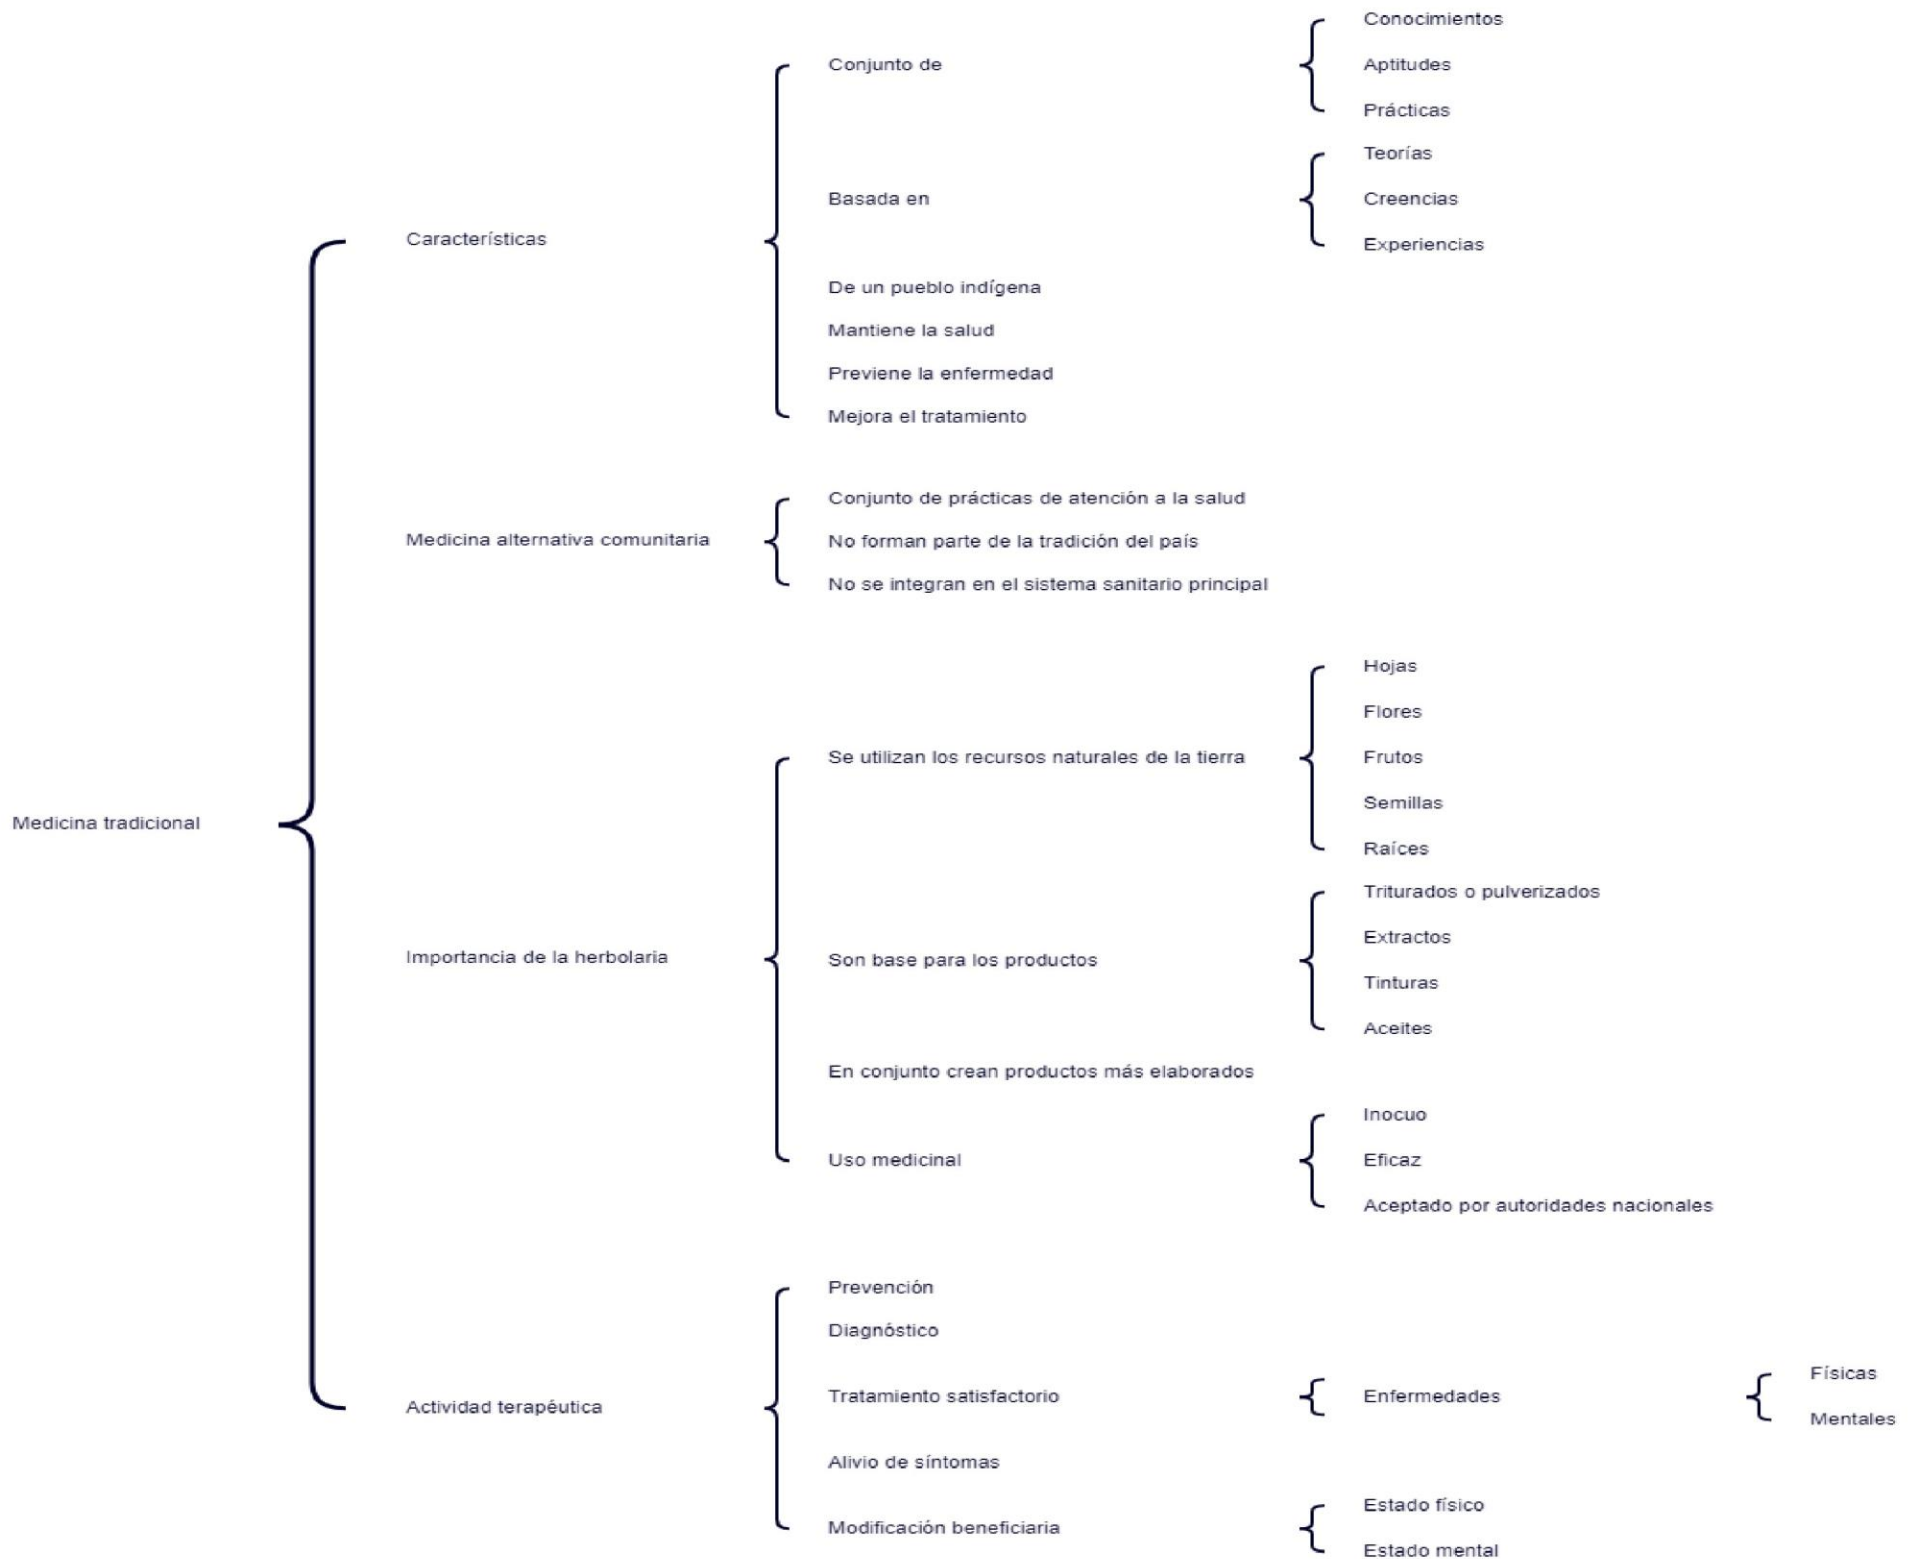 Medicina tradicional
Características
Conjunto de
Conocimientos
Aptitudes
Prácticas
Basada en
Teorías
Creencias
Experiencias
De un pueblo indígena
Mantiene la salud
Previene la enfermedad
Mejora el tratamiento
Medicina alternativa comunitaria
Conjunto de prácticas de atención a la salud
No forman parte de la tradición del país
No se integran en el sistema sanitario principal
Importancia de la herbolaria
Se utilizan los recursos naturales de la tierra
Hojas
Flores
Frutos
Semillas
Raíces
Son base para los productos
Triturados o pulverizados
Extractos
Tinturas
Aceites
En conjunto crean productos más elaborados
Uso medicinal
Inocuo
Eficaz
Aceptado por autoridades nacionales
Actividad terapéutica
Prevención
Diagnóstico
Tratamiento satisfactorio
Enfermedades
Físicas
Mentales
Alivio de síntomas
Modificación beneficiaria
Estado físico
Estado mental